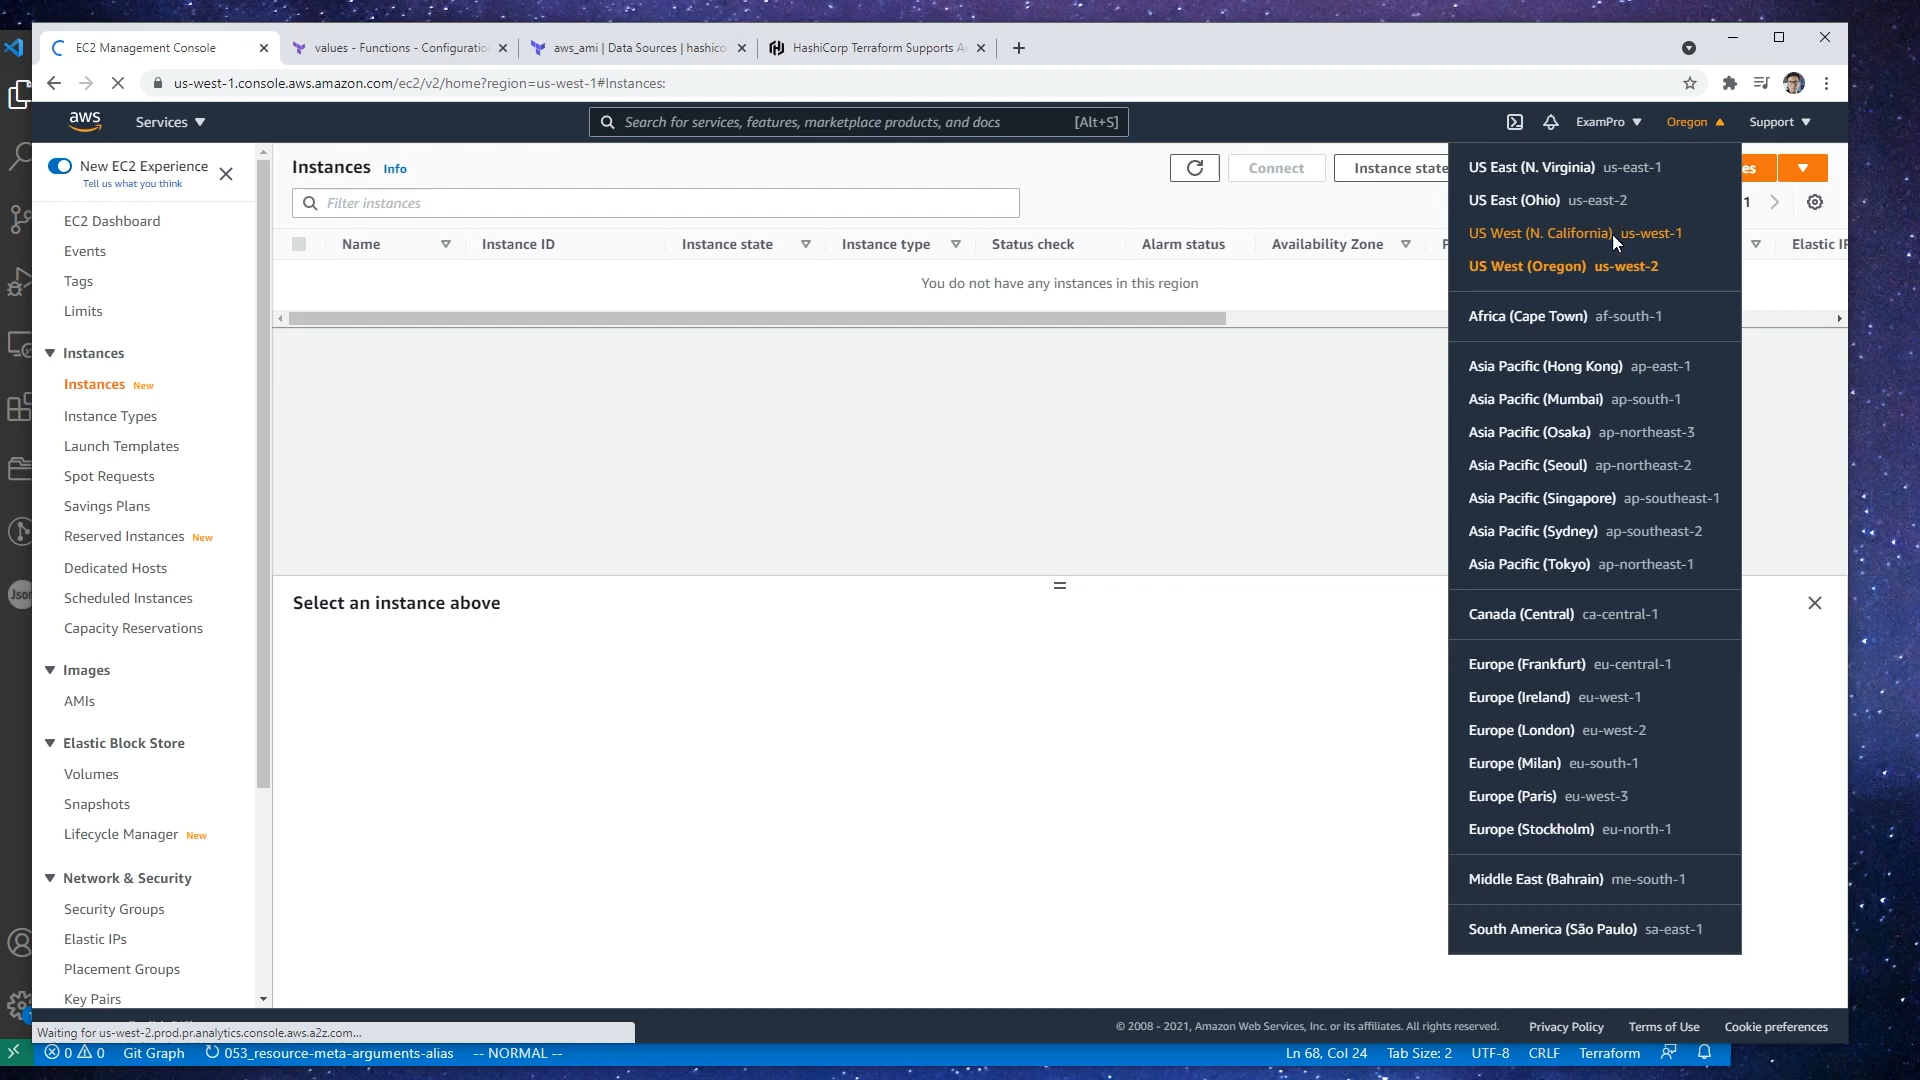 EC2 Management Console
values - Functions - Configuratio
aws_ami | Data Sources | hashico
HashiCorp Terraform Supports A
us-west-1.console.aws.amazon.com/ec2/v2/home?region=us-west-1#Instances:
aws
Services
Search for services, features, marketplace products, and docs
[Alt+S]
ExamPro
Oregon
Support
New EC2 Experience
Tell us what you think
EC2 Dashboard
Events
Tags
Limits
Instances
Instances New
Instance Types
Launch Templates
Spot Requests
Savings Plans
Reserved Instances New
Dedicated Hosts
Scheduled Instances
Capacity Reservations
Images
AMIs
Elastic Block Store
Volumes
Snapshots
Lifecycle Manager New
Network & Security
Security Groups
Elastic IPs
Placement Groups
Key Pairs
Instances Info
Connect
Instance state
es
Filter instances
1
Name
Instance ID
Instance state
Instance type
Status check
Alarm status
Availability Zone
P
Elastic IP
You do not have any instances in this region
Select an instance above
US East (N. Virginia) us-east-1
US East (Ohio) us-east-2
US West (N. California) us-west-1
US West (Oregon) us-west-2
Africa (Cape Town) af-south-1
Asia Pacific (Hong Kong) ap-east-1
Asia Pacific (Mumbai) ap-south-1
Asia Pacific (Osaka) ap-northeast-3
Asia Pacific (Seoul) ap-northeast-2
Asia Pacific (Singapore) ap-southeast-1
Asia Pacific (Sydney) ap-southeast-2
Asia Pacific (Tokyo) ap-northeast-1
Canada (Central) ca-central-1
Europe (Frankfurt) eu-central-1
Europe (Ireland) eu-west-1
Europe (London) eu-west-2
Europe (Milan) eu-south-1
Europe (Paris) eu-west-3
Europe (Stockholm) eu-north-1
Middle East (Bahrain) me-south-1
South America (São Paulo) sa-east-1
Json
Waiting for us-west-2.prod.pr.analytics.console.aws.a2z.com...
© 2008 - 2021, Amazon Web Services, Inc. or its affiliates. All rights reserved.
Privacy Policy
Terms of Use
Cookie preferences
0
0
Git Graph
053_resource-meta-arguments-alias
-- NORMAL --
Ln 68, Col 24
Tab Size: 2
UTF-8
CRLF
Terraform